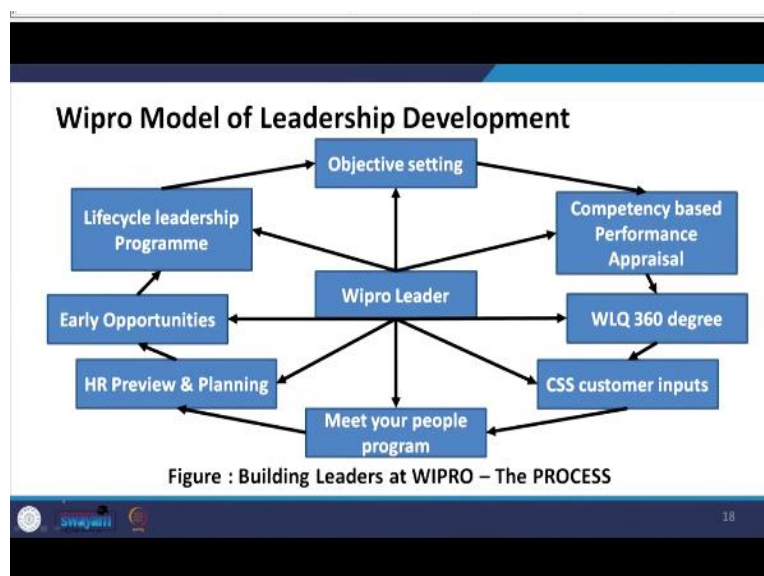 Wipro Model of Leadership Development
Objective setting
Lifecycle leadership
Programme
Competency based
Performance
Appraisal
Wipro Leader
Early Opportunities
WLQ 360 degree
HR Preview & Planning
CSS customer inputs
Meet your people
program
Figure : Building Leaders at WIPRO – The PROCESS
swayam
18